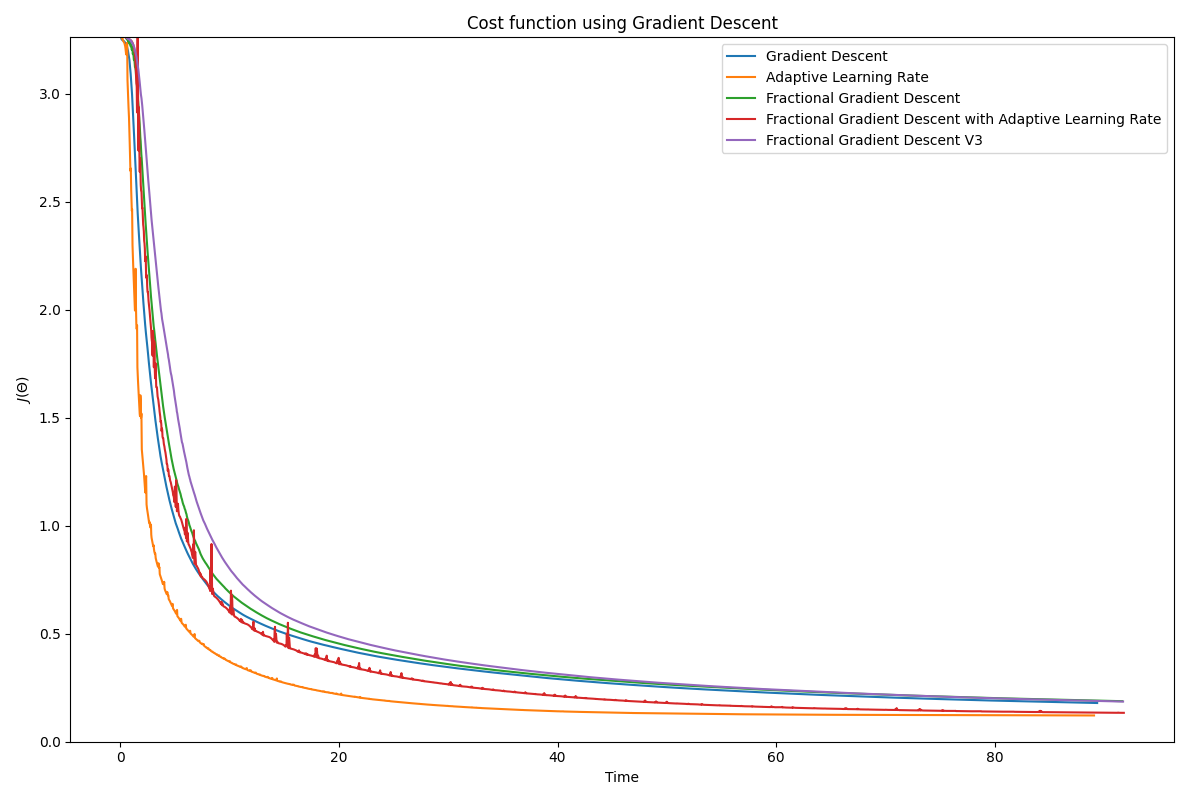 Cost function using Gradient Descent
Gradient Descent
Adaptive Learning Rate
Fractional Gradient Descent
Fractional Gradient Descent with Adaptive Learning Rate
Fractional Gradient Descent V3
3.0
2.5
2.0
1.5
1.0
0.5
0.0
J(Θ)
0 20 40 60 80
Time